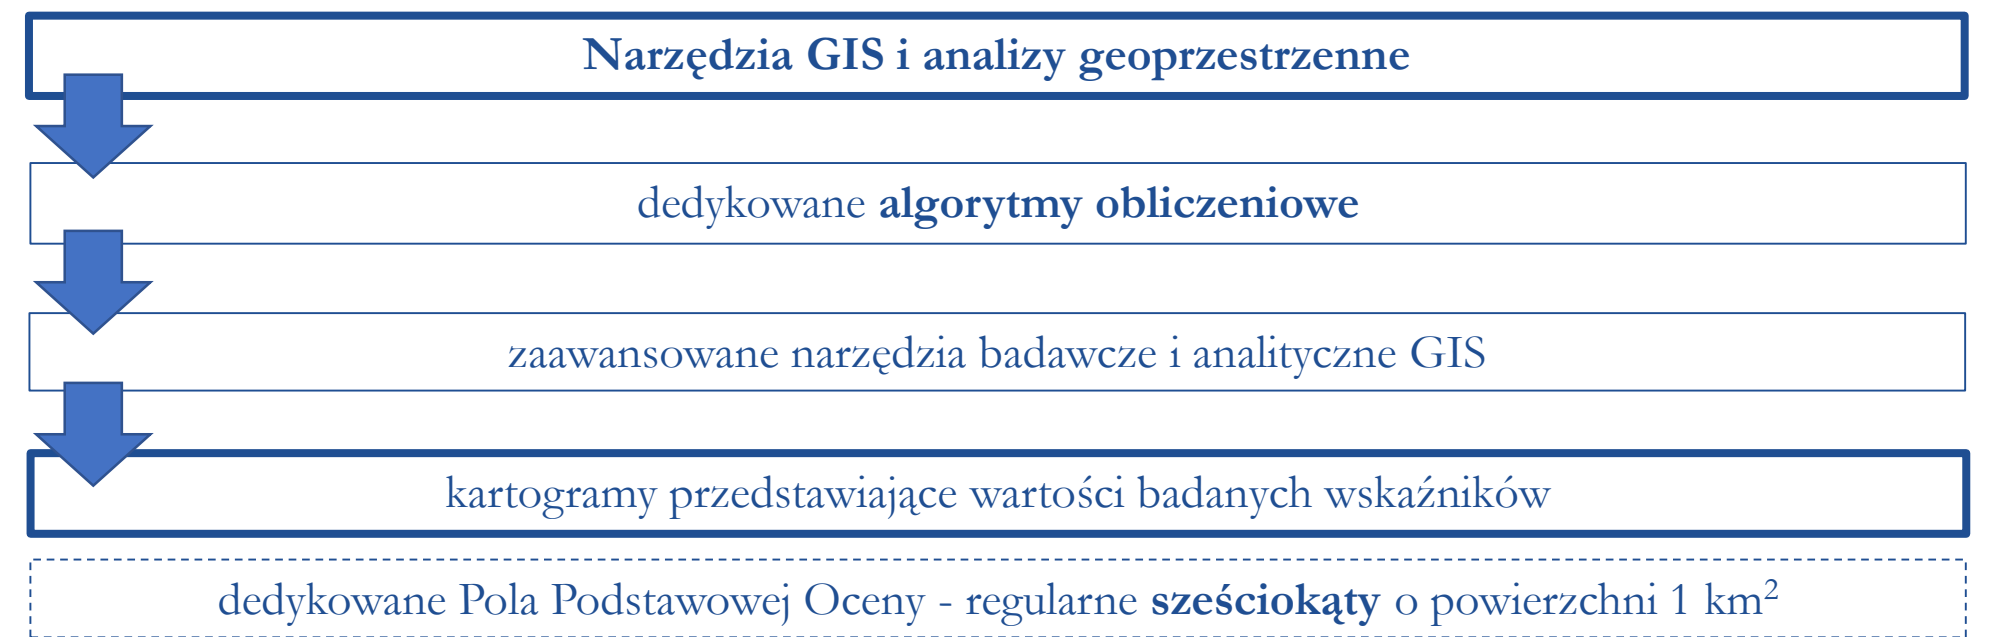 Narzędzia GIS i analizy geoprzestrzenne
dedykowane algorytmy obliczeniowe
zaawansowane narzędzia badawcze i analityczne GIS
kartogramy przedstawiające wartości badanych wskaźników
dedykowane Pola Podstawowej Oceny - regularne sześciokąty o powierzchni 1 km²